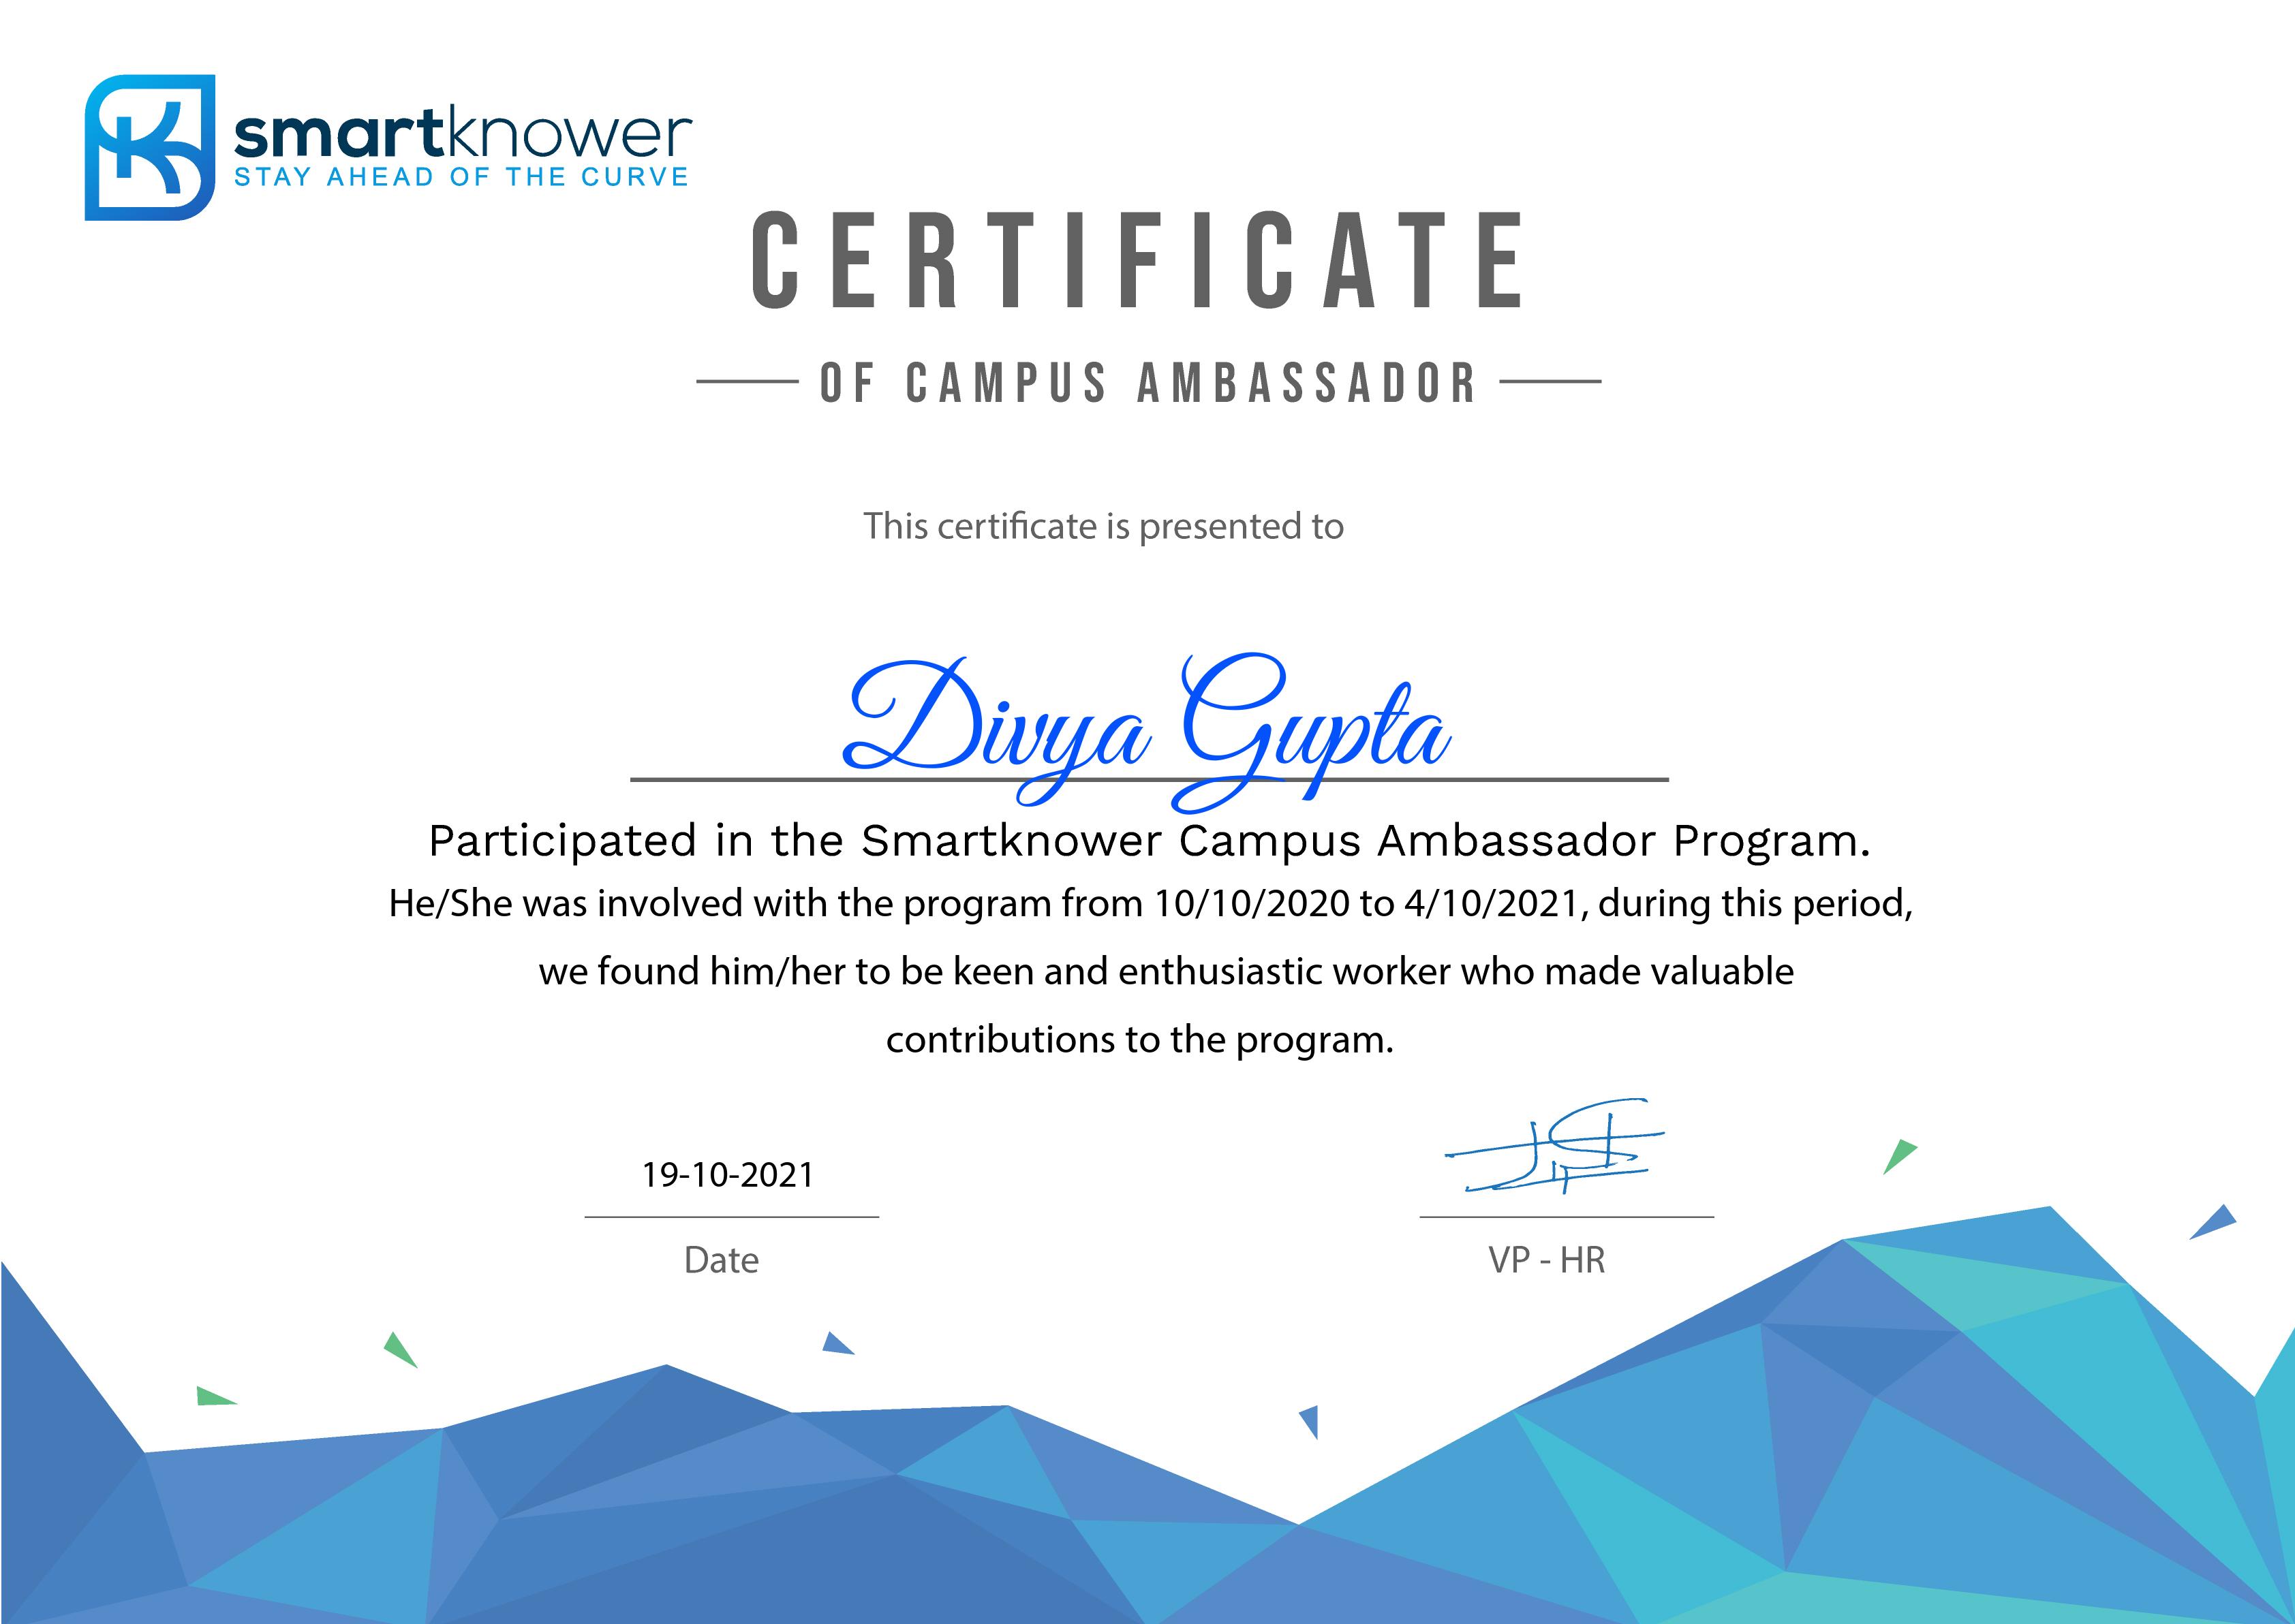 smartknower
STAY AHEAD OF THE CURVE
CERTIFICATE
OF CAMPUS AMBASSADOR
This certificate is presented to
Divya Gupta
Participated in the Smartknower Campus Ambassador Program.
He/She was involved with the program from 10/10/2020 to 4/10/2021, during this period,
we found him/her to be keen and enthusiastic worker who made valuable
contributions to the program.
19-10-2021
Date
VP - HR